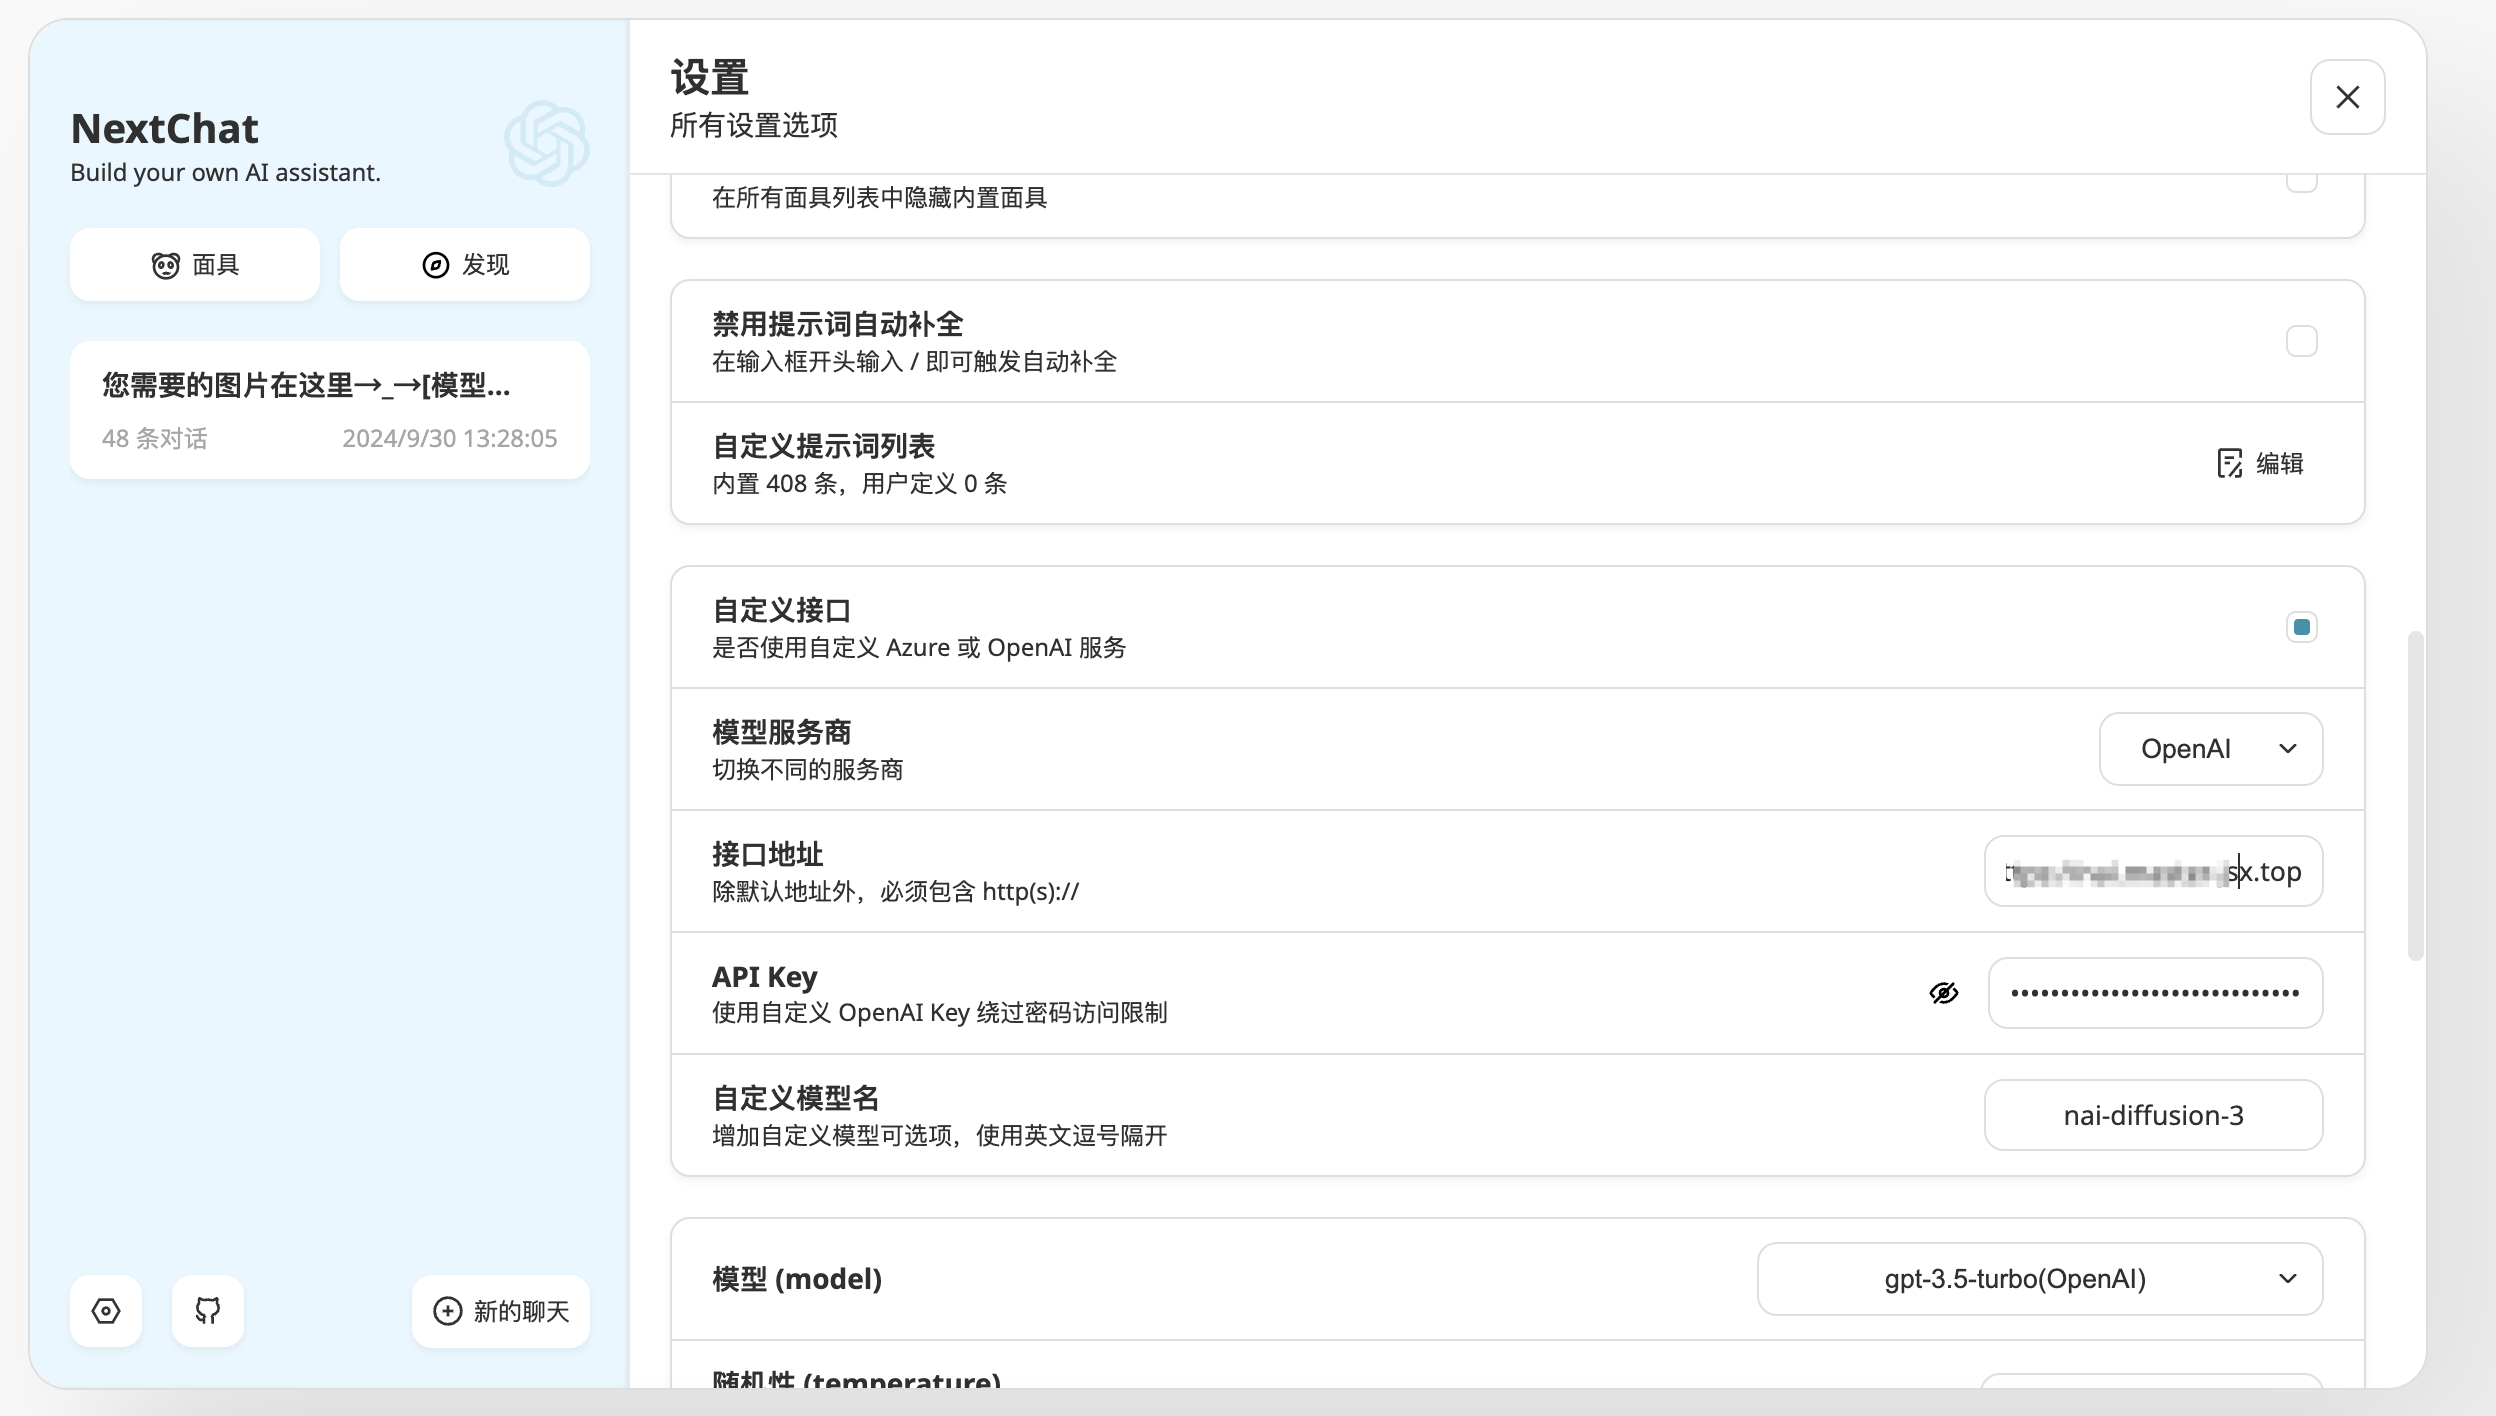 NextChat
Build your own AI assistant.
面具
发现
您需要的图片在这里→_→[模型...
48 条对话
2024/9/30 13:28:05
新的聊天
设置
所有设置选项
在所有面具列表中隐藏内置面具
禁用提示词自动补全
在输入框开头输入 / 即可触发自动补全
自定义提示词列表
内置 408 条，用户定义 0 条
编辑
自定义接口
是否使用自定义 Azure 或 OpenAI 服务
模型服务商
切换不同的服务商
OpenAI
接口地址
除默认地址外，必须包含 http(s)://
sx.top
API Key
使用自定义 OpenAI Key 绕过密码访问限制
•••••••••••••••••••••••••••••
自定义模型名
增加自定义模型可选项，使用英文逗号隔开
nai-diffusion-3
模型 (model)
gpt-3.5-turbo(OpenAI)
随机性 (temperature)